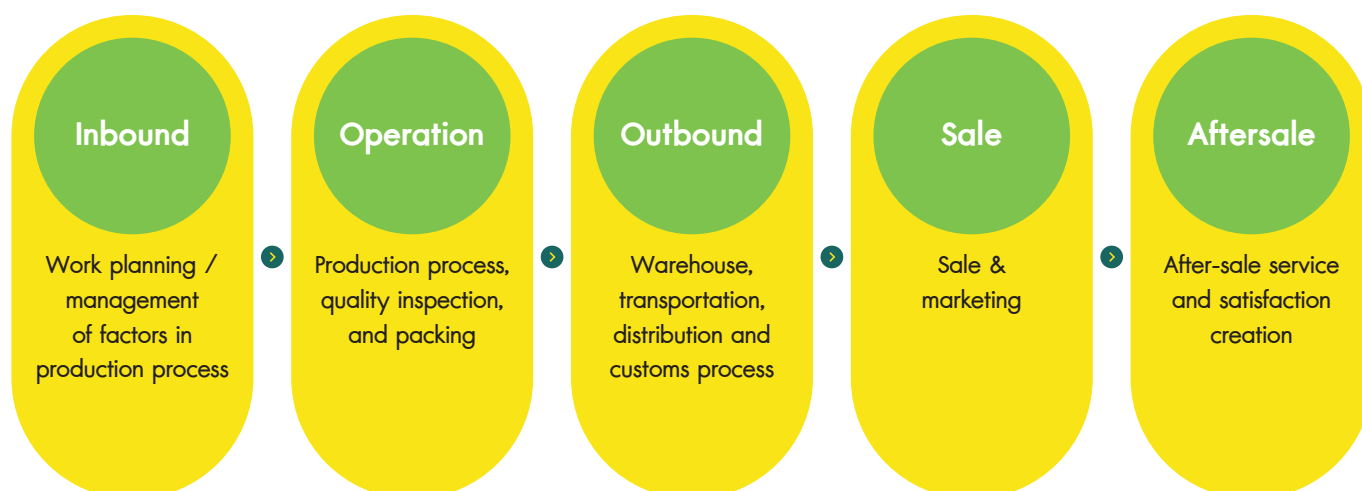 Inbound
Work planning /
management
of factors in
production process
Operation
Production process,
quality inspection,
and packing
Outbound
Warehouse,
transportation,
distribution and
customs process
Sale
Sale &
marketing
Aftersale
After-sale service
and satisfaction
creation